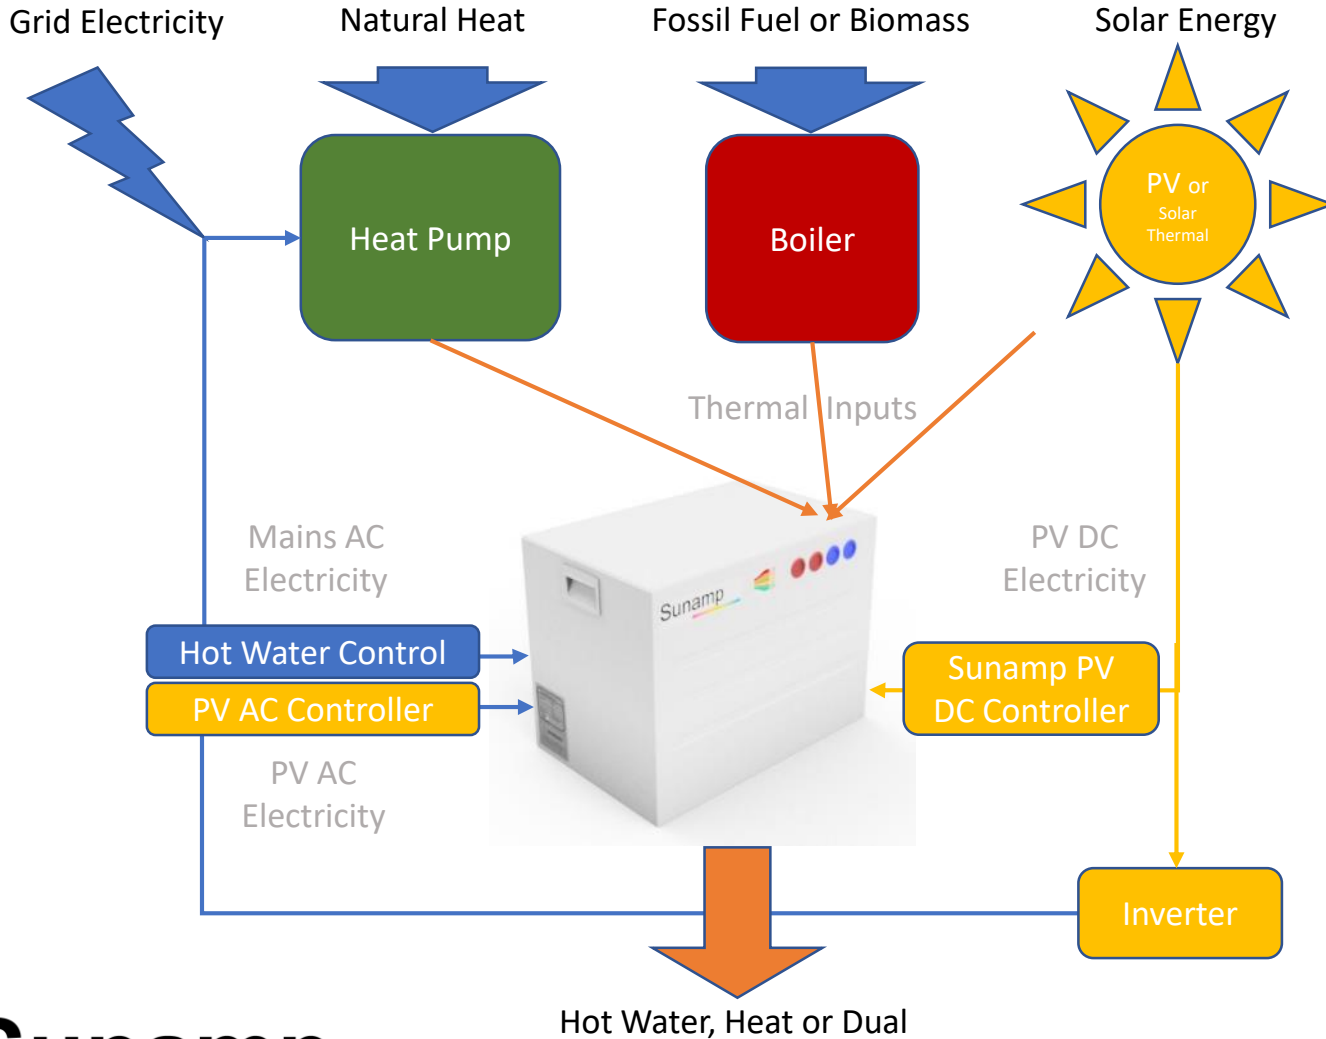 Grid Electricity
Natural Heat
Fossil Fuel or Biomass
Solar Energy
PV or
Solar
Thermal
Heat Pump
Boiler
Thermal Inputs
Mains AC
Electricity
PV DC
Electricity
Sunamp
Hot Water Control
PV AC Controller
Sunamp PV
DC Controller
PV AC
Electricity
Inverter
Hot Water, Heat or Dual
Sunamp